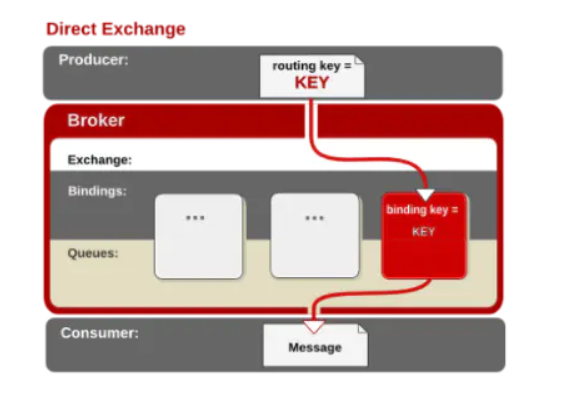 Direct Exchange
Producer:
routing key =
KEY
Broker
Exchange:
Bindings:
...
...
binding key =
KEY
Queues:
Consumer:
Message